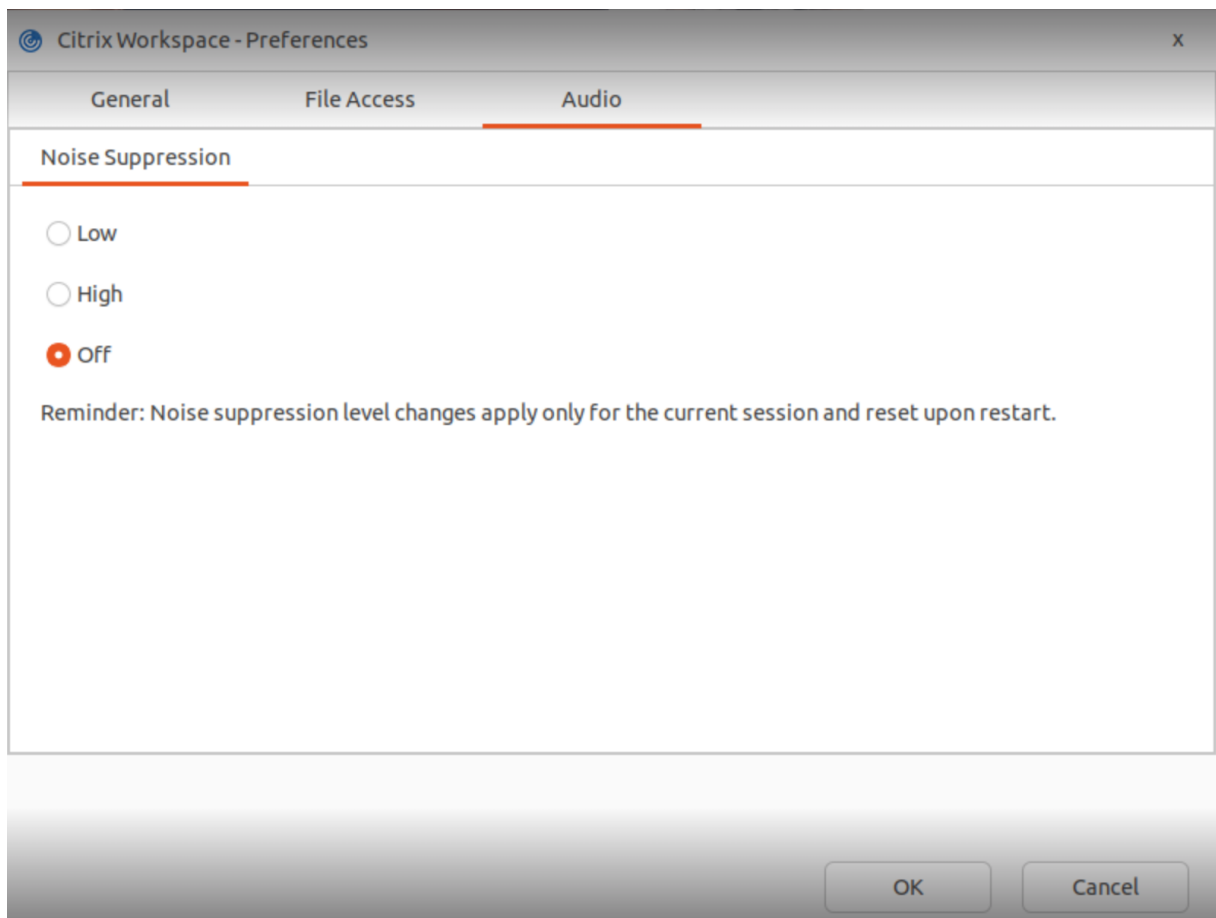 Citrix Workspace - Preferences x
General File Access Audio
Noise Suppression
Low
High
Off
Reminder: Noise suppression level changes apply only for the current session and reset upon restart.
OK Cancel